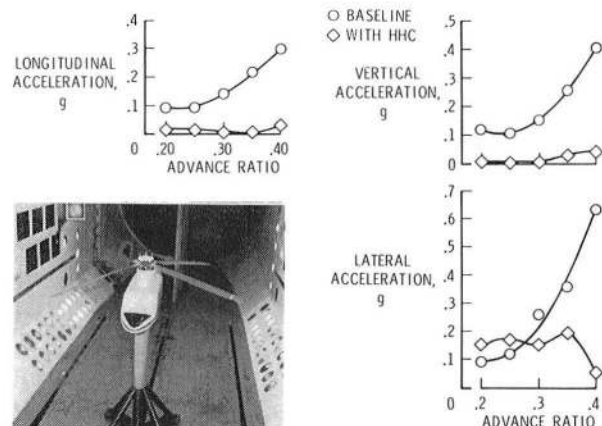 .4
.3
LONGITUDINAL
ACCELERATION,
g
.2
.1
0
.20
.30
.40
ADVANCE RATIO
○ BASELINE
◇ WITH HHC
.5
.4
VERTICAL
ACCELERATION,
g
.3
.2
.1
0
.7
.6
.5
LATERAL
ACCELERATION,
g
.4
.3
.2
.1
0
.2
.3
.4
ADVANCE RATIO